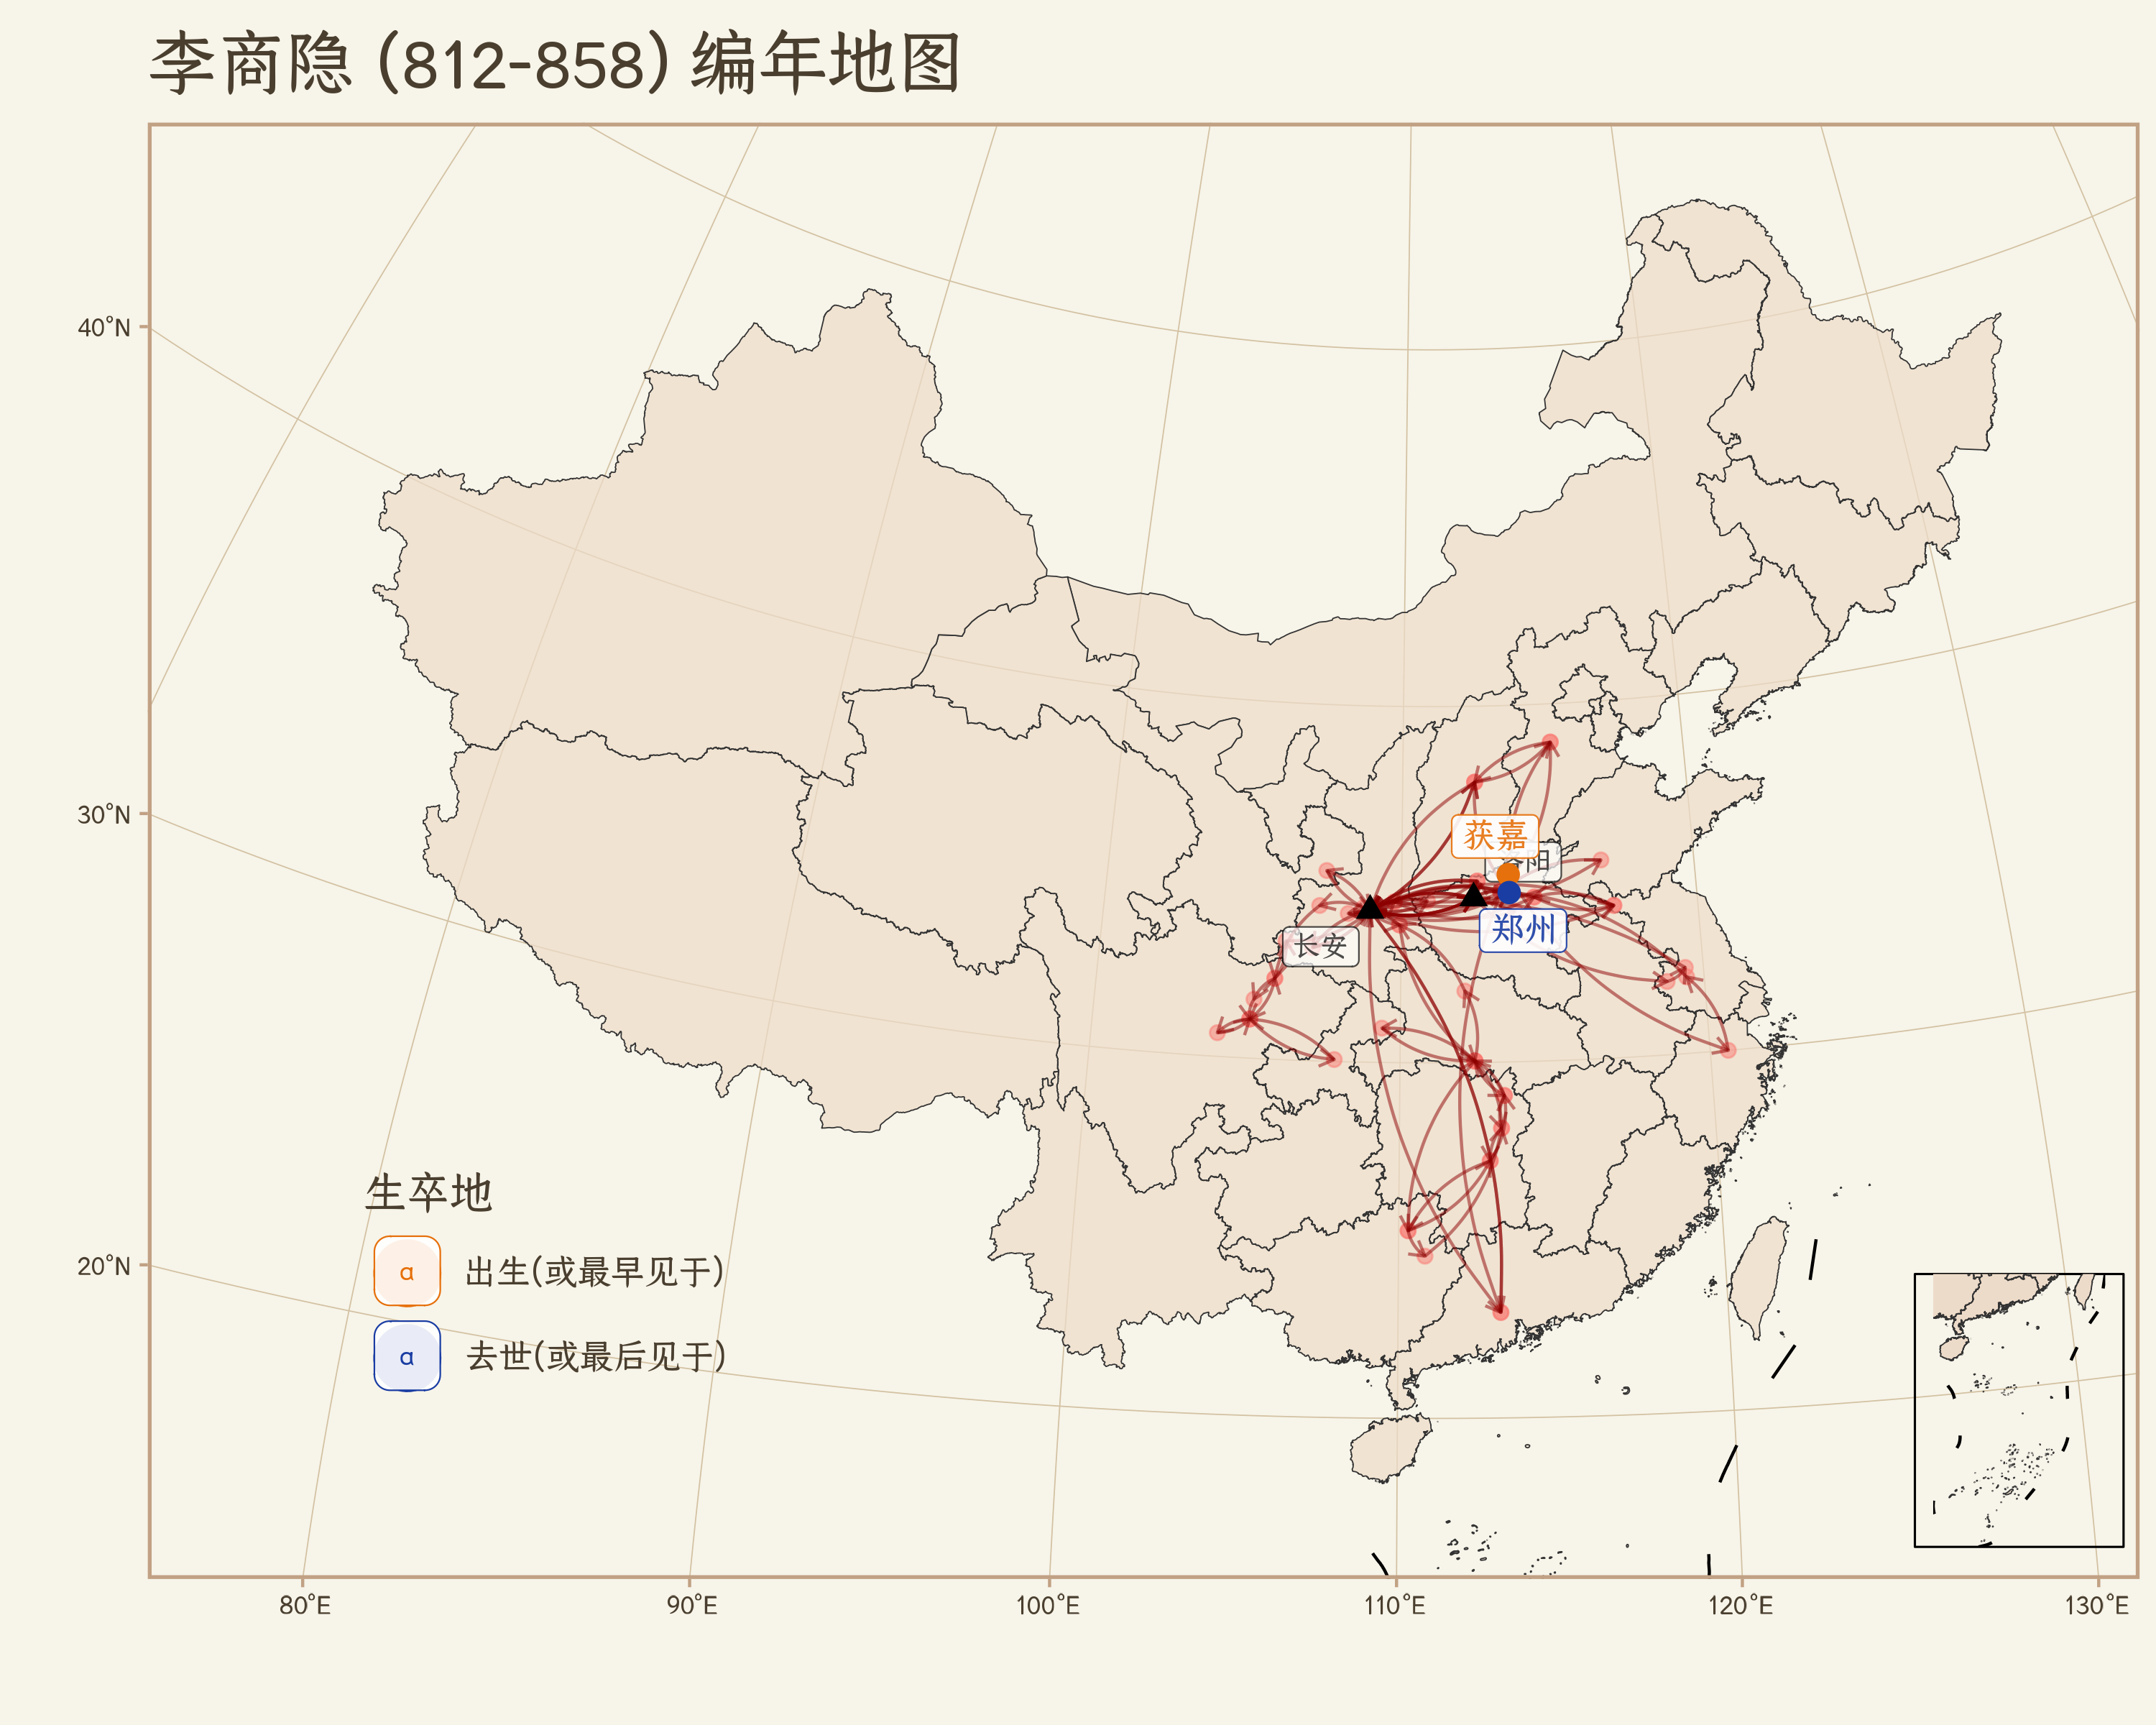 李商隐 (812-858) 编年地图
40°N
30°N
20°N
获嘉
阳
郑州
长安
生卒地
a 出生(或最早见于)
a 去世(或最后见于)
80°E
90°E
100°E
110°E
120°E
130°E